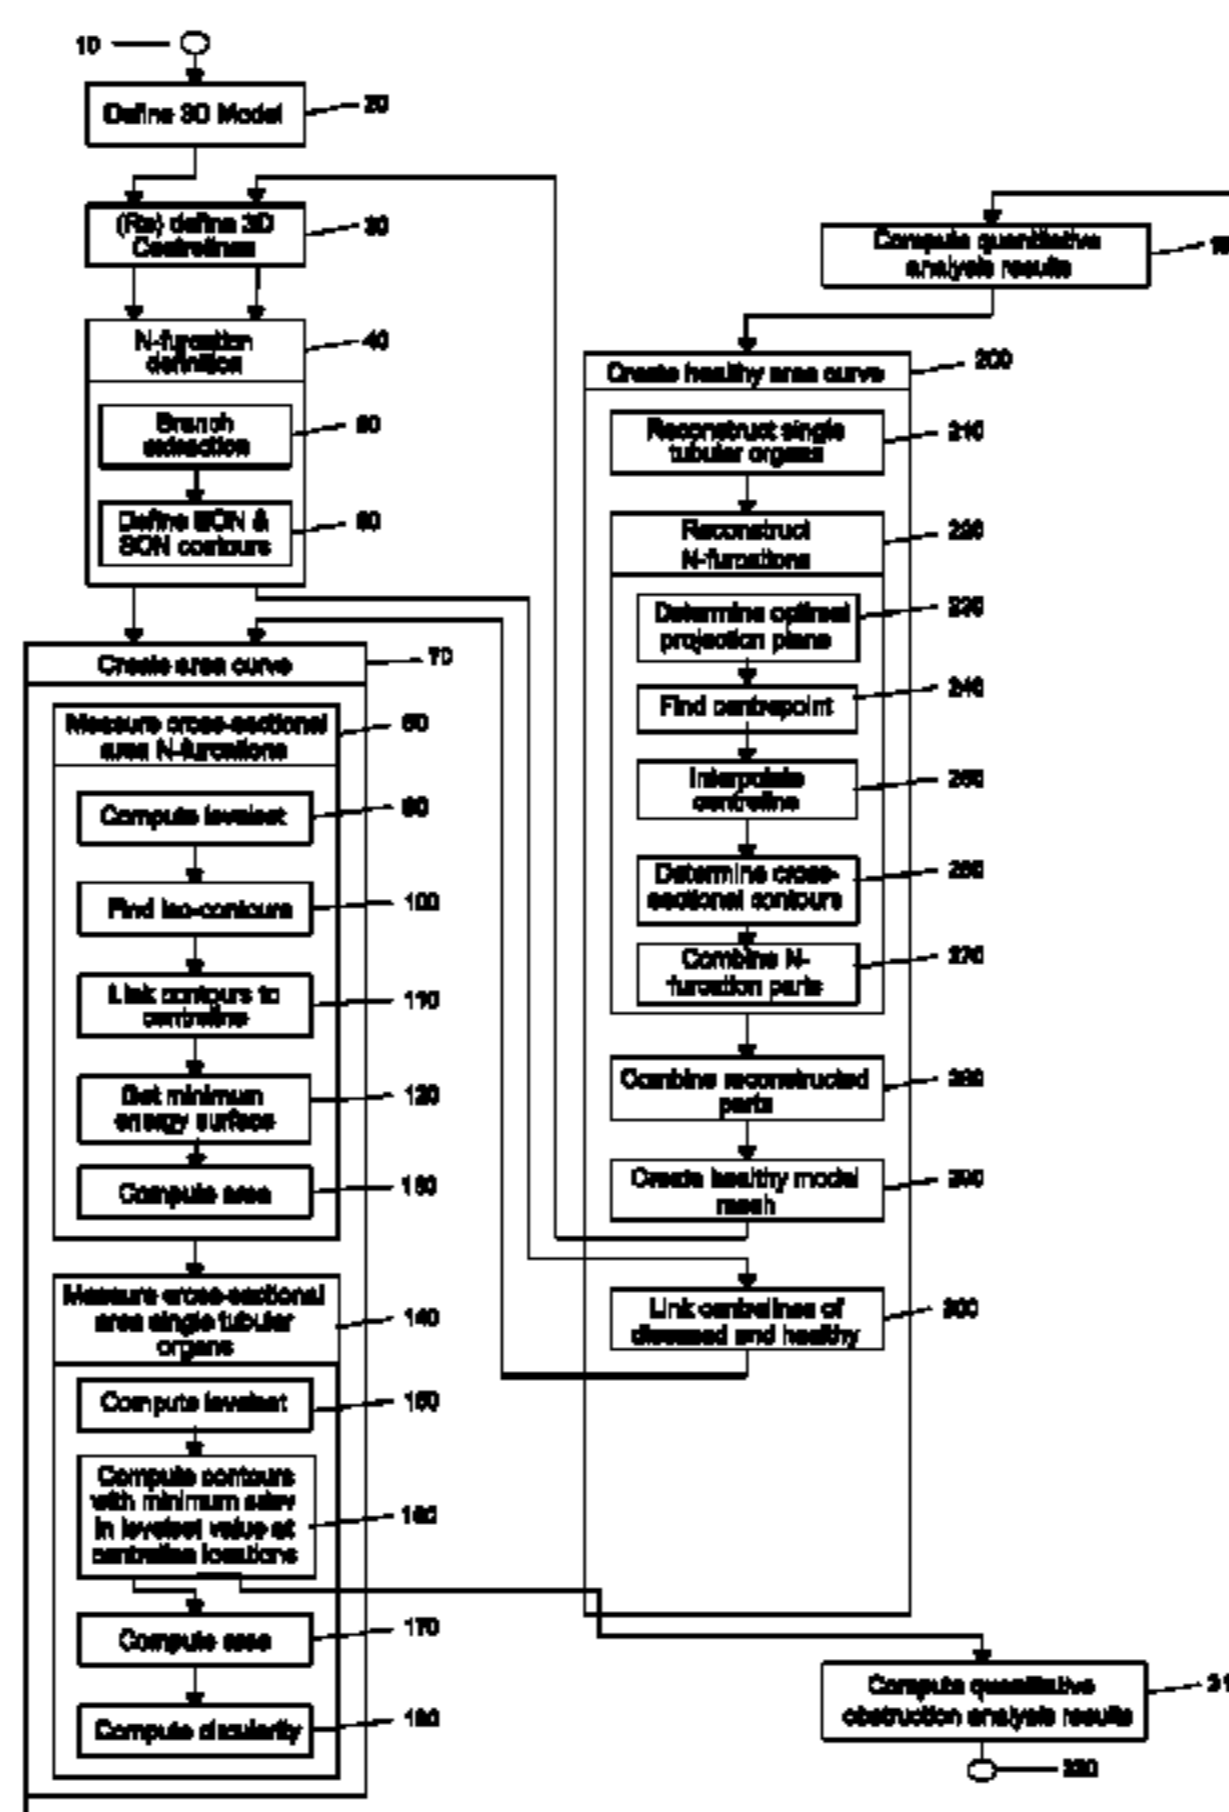 10
Define 3D Model
20
(Re) define 3D
Centrelines
30
N-furcation
definition
40
Branch
extraction
50
Define BON &
SON contours
60
Create area curve
70
Measure cross-sectional
area N-furcations
80
Compute levelset
90
Find iso-contours
100
Link contours to
centreline
110
Get minimum
energy surface
120
Compute area
130
Measure cross-sectional
area single tubular
organs
140
Compute levelset
150
Compute contours
with minimum
in levelset value at
centreline locations
160
Compute area
170
Compute circularity
180
Compute quantitative
analysis results
Create healthy area curve
200
Reconstruct single
tubular organs
210
Reconstruct
N-furcations
220
Determine optimal
projection plane
230
Find centrepoint
240
Interpolate
centreline
250
Determine cross-
sectional contours
260
Combine N-
furcation parts
270
Combine reconstructed
parts
280
Create healthy model
mesh
290
Link centrelines of
diseased and healthy
300
Compute quantitative
obstruction analysis results
31
320